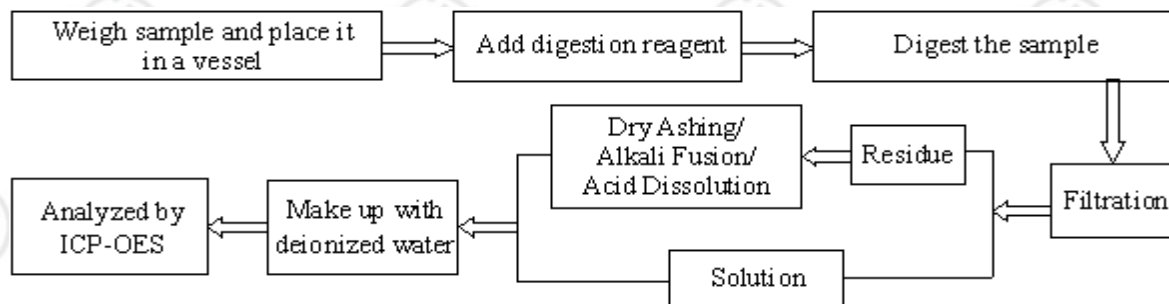 Weigh sample and place it
in a vessel
Add digestion reagent
Digest the sample
Dry Ashing/
Alkali Fusion/
Acid Dissolution
Residue
Filtration
Analyzed by
ICP-OES
Make up with
deionized water
Solution